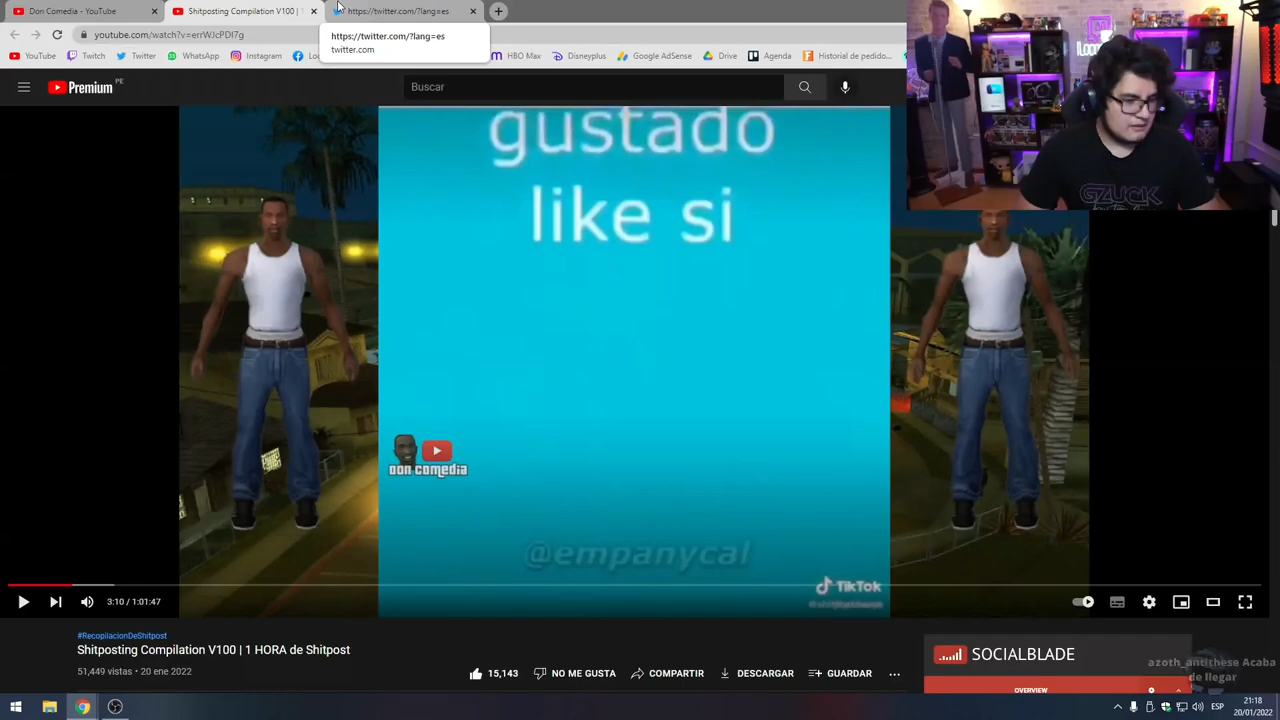 Don Comedia - YouTube
Shitposting Compilation V100 | 1
https://twitter.com/?lang=es
youtube.com/watch?v=errWJcPDI7g
https://twitter.com/?lang=es
twitter.com
YouTube
Twitch
Twitter
WhatsApp
Instagram
Loo
HBO Max
Disneyplus
Google AdSense
Drive
Agenda
Historial de pedido...
Premium PE
Buscar
GZUCK
gustado
like si
DON COMEDIA
@empanycal
TikTok
3:10 / 1:01:47
#RecopilacionDeShitpost
Shitposting Compilation V100 | 1 HORA de Shitpost
51,449 vistas • 20 ene 2022
15,143
NO ME GUSTA
COMPARTIR
DESCARGAR
GUARDAR
SOCIALBLADE
OVERVIEW
azoth_antithese Acaba
de llegar
ESP
21:18
20/01/2022